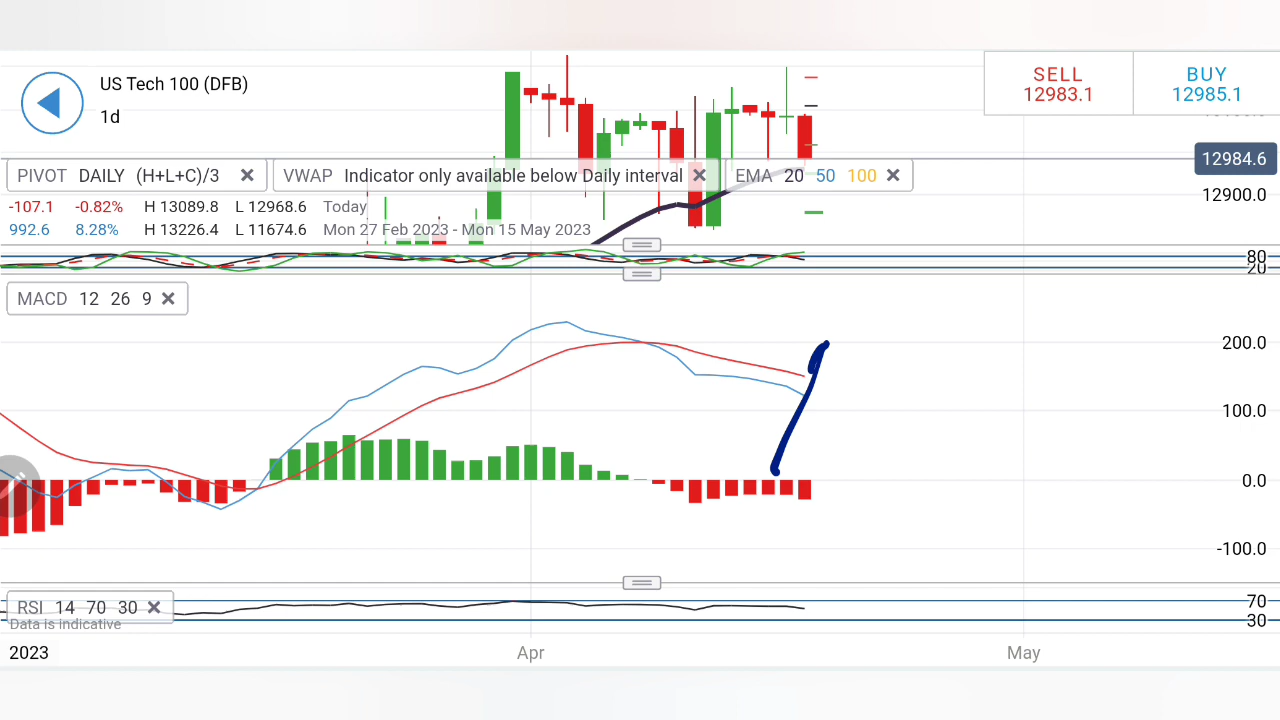 US Tech 100 (DFB)
1d
SELL
12983.1
BUY
12985.1
12984.6
12900.0
PIVOT DAILY (H+L+C)/3
VWAP Indicator only available below Daily interval
EMA 20 50 100
-107.1 -0.82% H 13089.8 L 12968.6 Today
992.6 8.28% H 13226.4 L 11674.6 Mon 27 Feb 2023 - Mon 15 May 2023
80
20
MACD 12 26 9
200.0
100.0
0.0
-100.0
RSI 14 70 30
70
30
Data is indicative
2023 Apr May